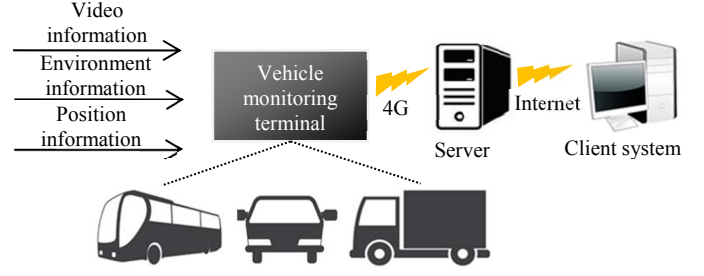 Video
information
Environment
information
Position
information
Vehicle
monitoring
terminal
4G
Server
Internet
Client system